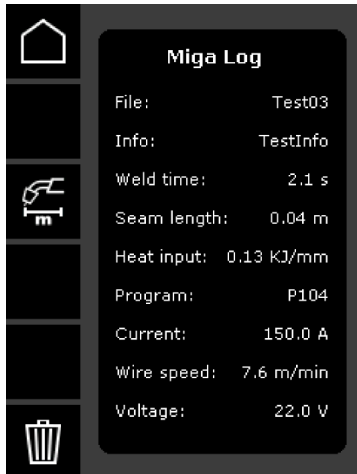 Miga Log
File: Test03
Info: TestInfo
Weld time: 2.1 s
m
Seam length: 0.04 m
Heat input: 0.13 KJ/mm
Program: P104
Current: 150.0 A
Wire speed: 7.6 m/min
Voltage: 22.0 V